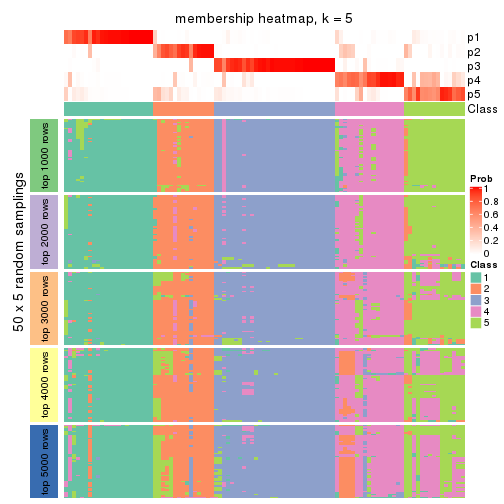 membership heatmap, k = 5
p1
p2
p3
p4
p5
Class
50 x 5 random samplings
top 1000 rows
top 2000 rows
top 3000 rows
top 4000 rows
top 5000 rows
Prob
1
0.8
0.6
0.4
0.2
0
Class
1
2
3
4
5